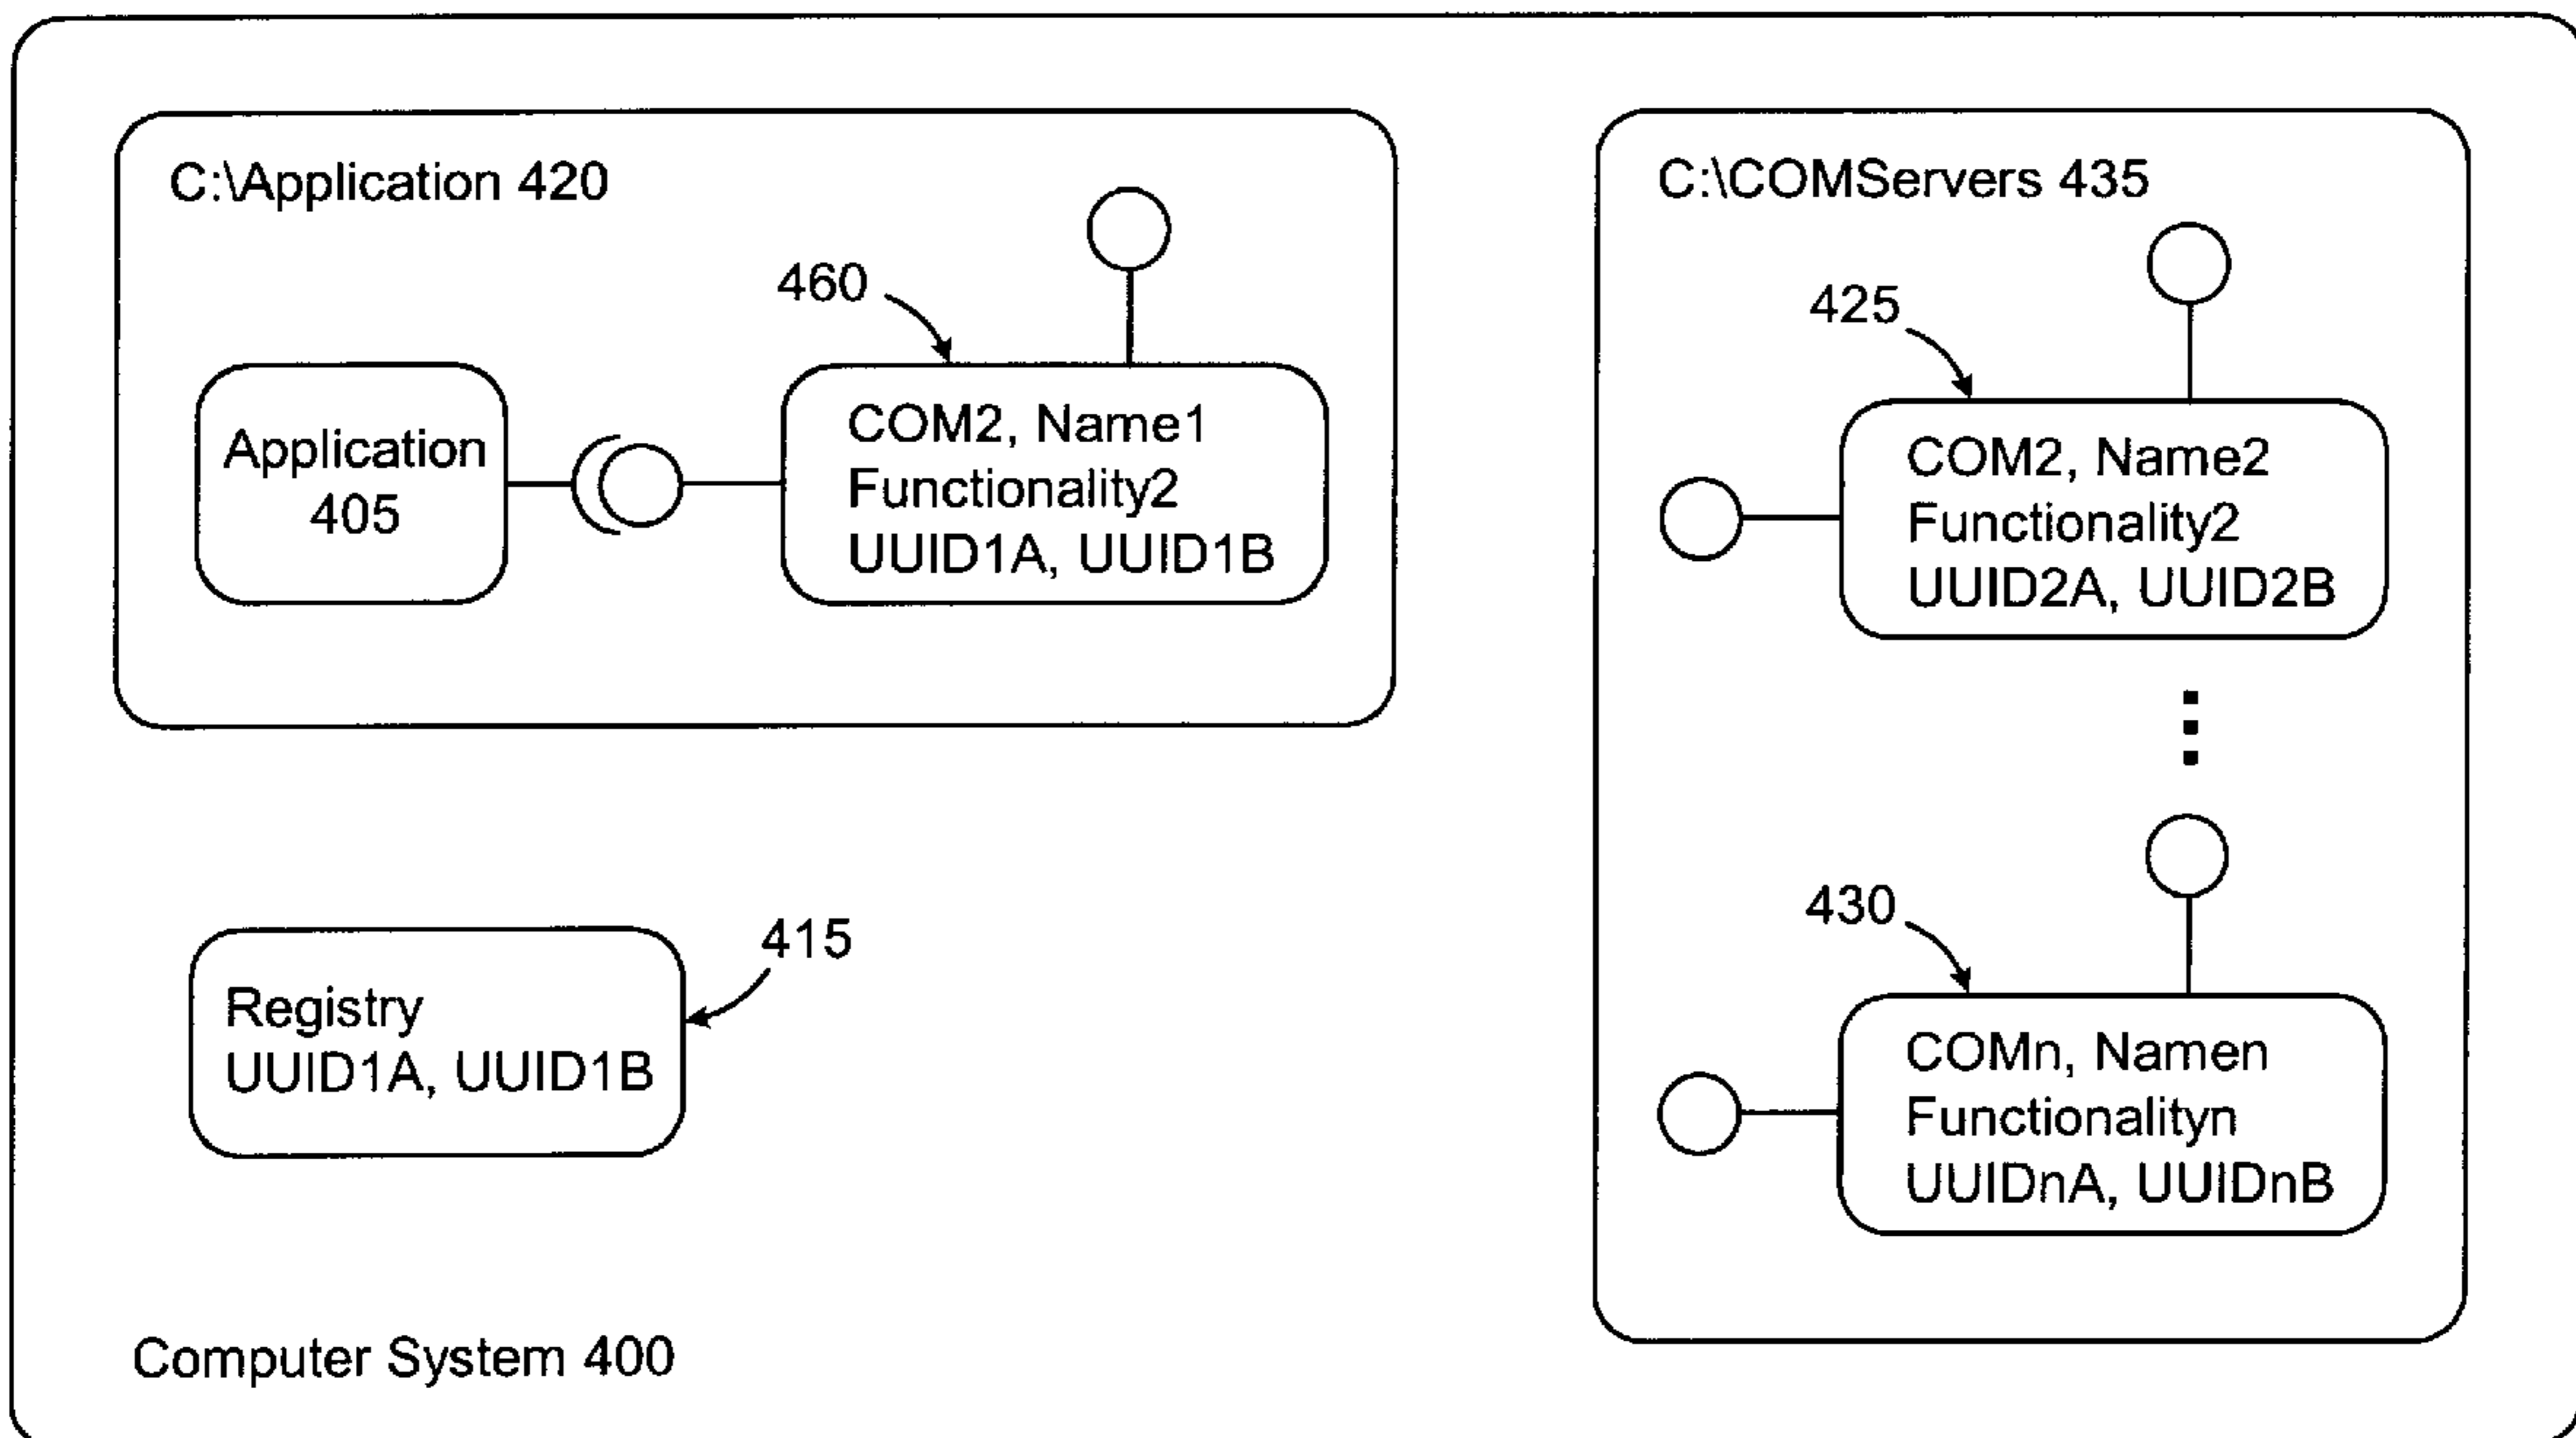 C:\Application 420
460
Application
405
COM2, Name1
Functionality2
UUID1A, UUID1B
C:\COMServers 435
425
COM2, Name2
Functionality2
UUID2A, UUID2B
430
COMn, Namen
Functionalityn
UUIDnA, UUIDnB
415
Registry
UUID1A, UUID1B
Computer System 400